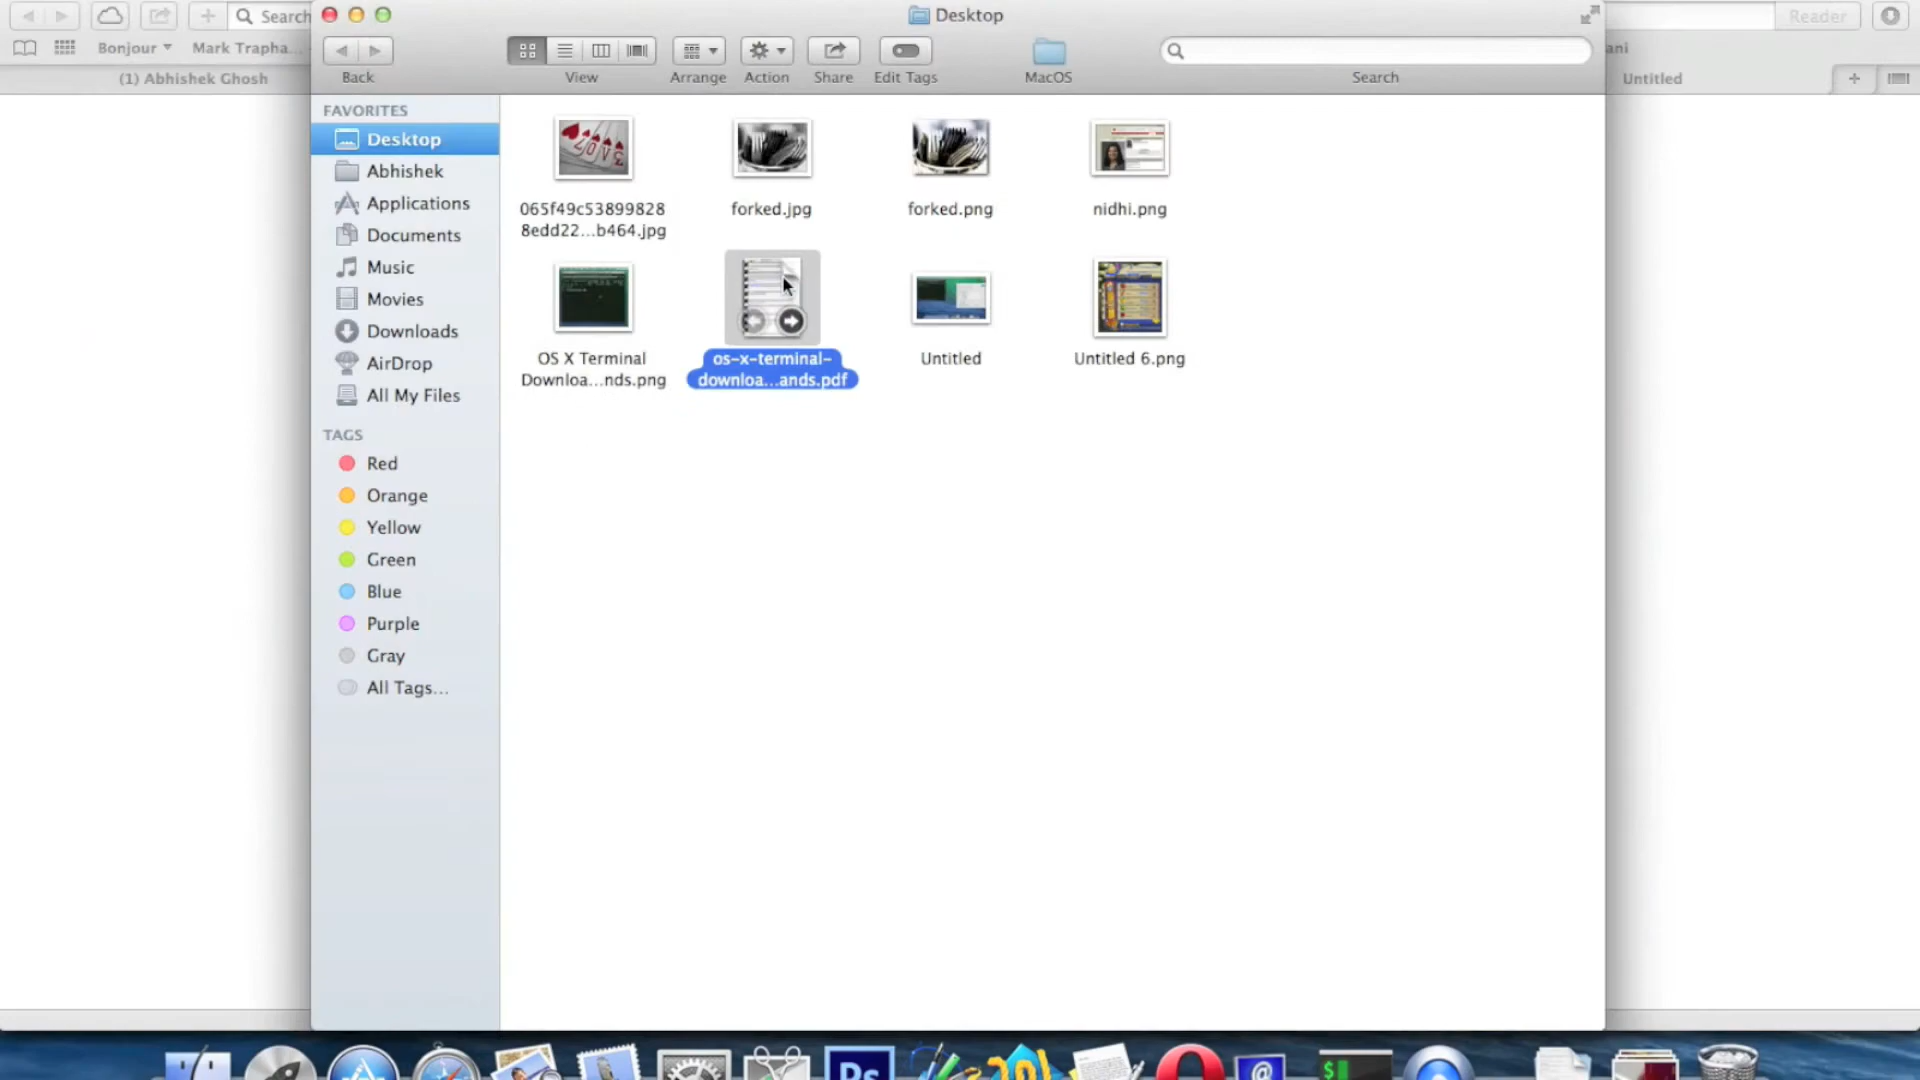 Search
Desktop
Reader
Bonjour
Mark Trapha...
ani
Back
View
Arrange
Action
Share
Edit Tags
MacOS
Search
(1) Abhishek Ghosh
Untitled
FAVORITES
Desktop
Abhishek
Applications
Documents
Music
Movies
Downloads
AirDrop
All My Files
TAGS
Red
Orange
Yellow
Green
Blue
Purple
Gray
All Tags...
065f49c53899828
8edd22...b464.jpg
forked.jpg
forked.png
nidhi.png
OS X Terminal
Downloa...nds.png
os-x-terminal-
downloa...ands.pdf
Untitled
Untitled 6.png
Ps
@
$